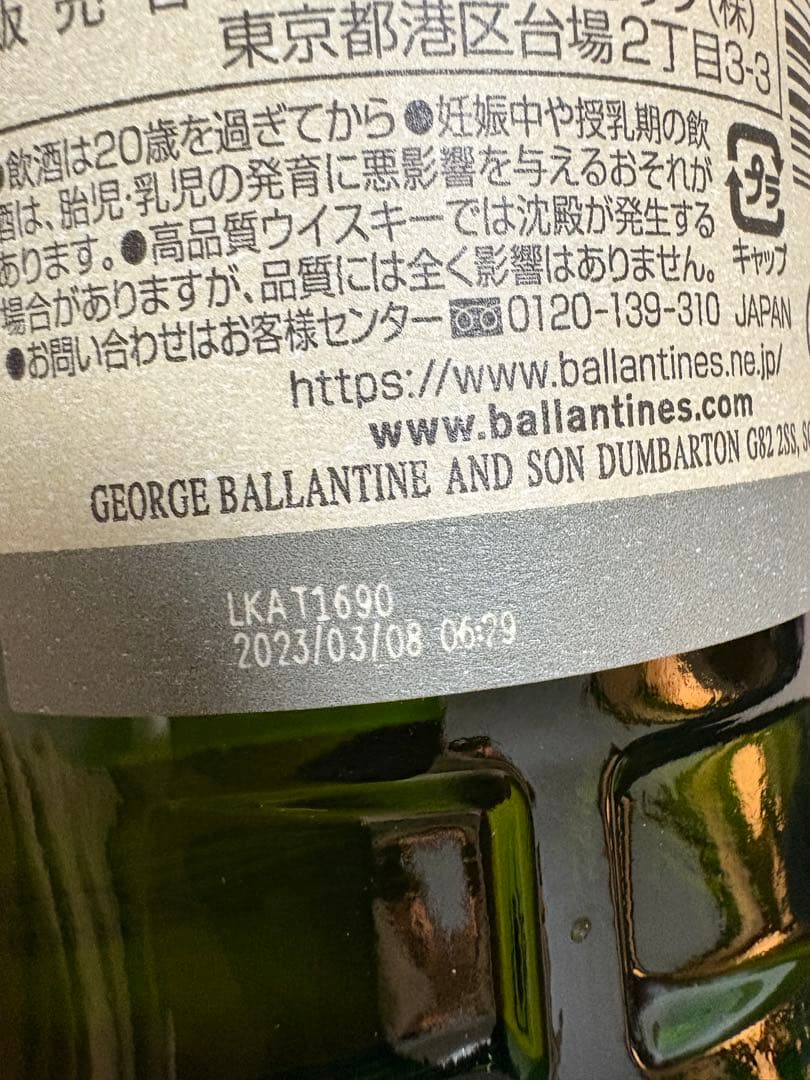 販売
(株)
東京都港区台場2丁目3-3
●飲酒は20歳を過ぎてから●妊娠中や授乳期の飲
酒は、胎児・乳児の発育に悪影響を与えるおそれが
あります。●高品質ウイスキーでは沈殿が発生する
場合がありますが、品質には全く影響はありません。
●お問い合わせはお客様センター 0120-139-310 JAPAN
プラ
キャップ
https://www.ballantines.ne.jp/
www.ballantines.com
GEORGE BALLANTINE AND SON DUMBARTON G82 2SS,
LKAT1690
2023/03/08 06:29